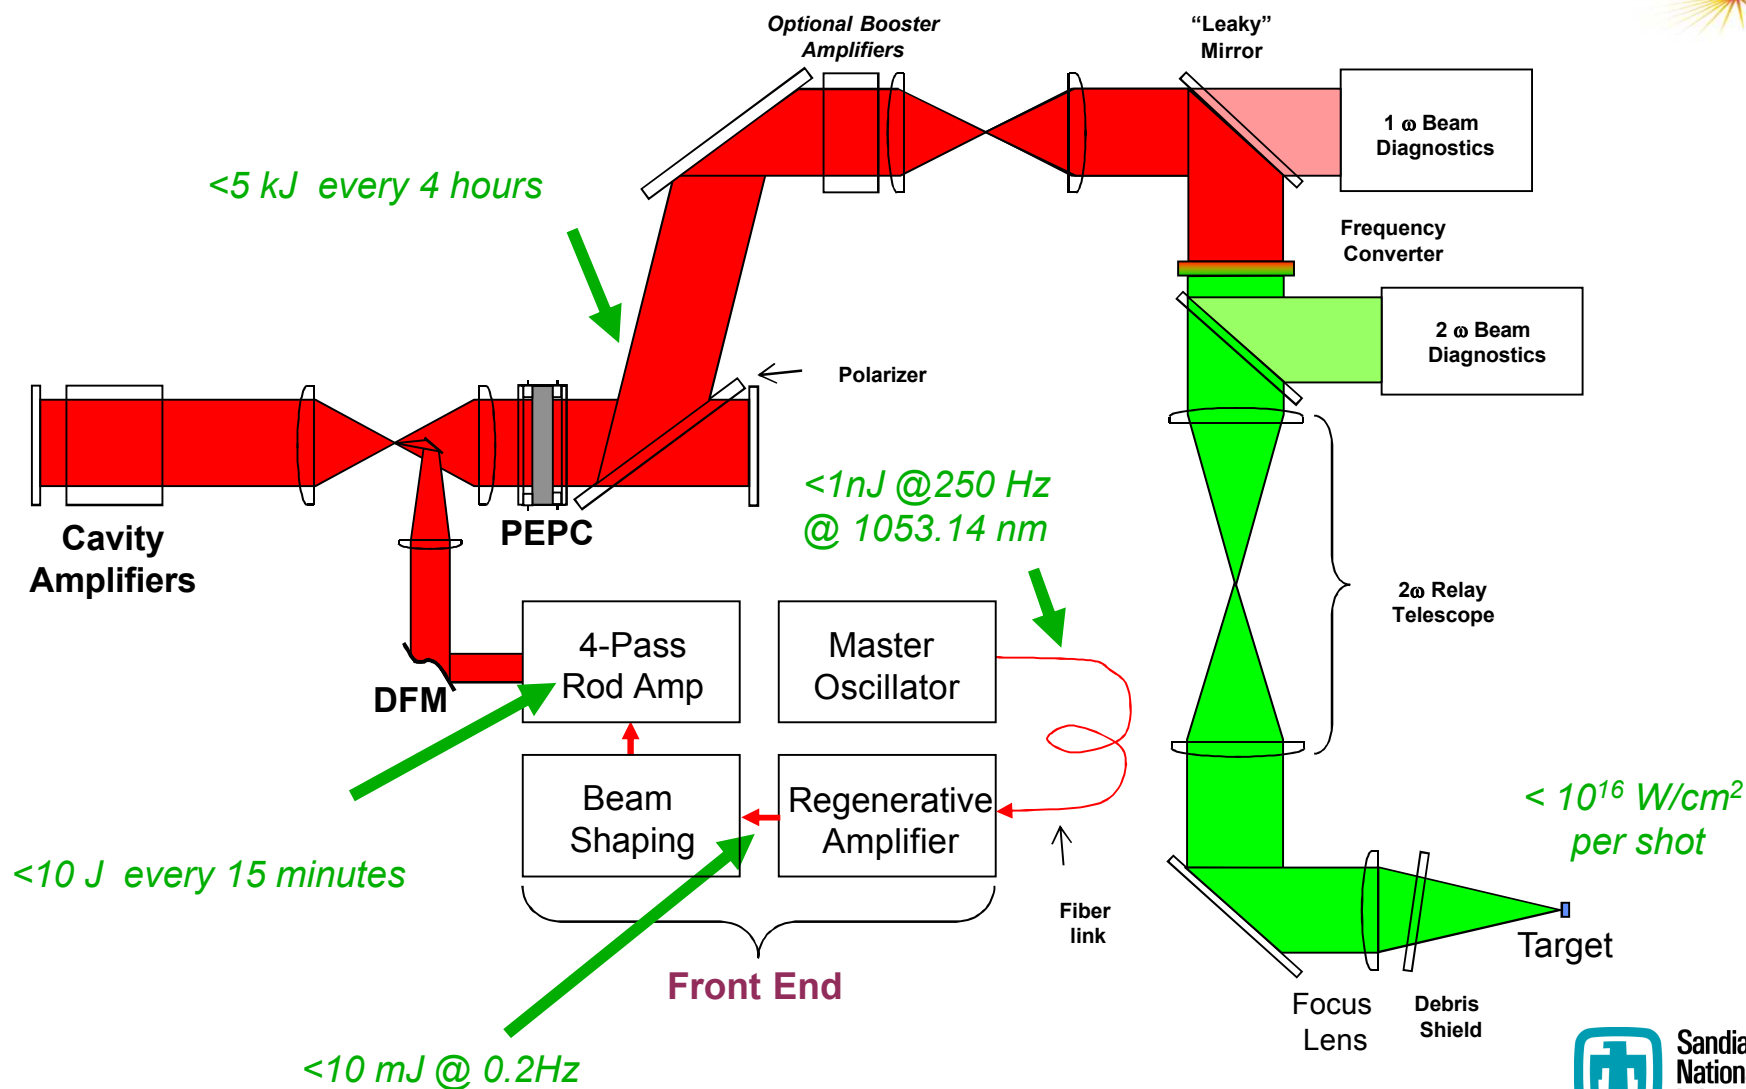 Optional Booster
Amplifiers
“Leaky”
Mirror
1 ω Beam
Diagnostics
<5 kJ  every 4 hours
Frequency
Converter
2 ω Beam
Diagnostics
Polarizer
<1nJ @250 Hz
@ 1053.14 nm
Cavity
Amplifiers
PEPC
2ω Relay
Telescope
4-Pass
Rod Amp
Master
Oscillator
DFM
Beam
Shaping
Regenerative
Amplifier
< 10¹⁶ W/cm²
per shot
<10 J  every 15 minutes
Fiber
link
Target
Front End
Focus
Lens
Debris
Shield
<10 mJ @ 0.2Hz
Sandia
Nation